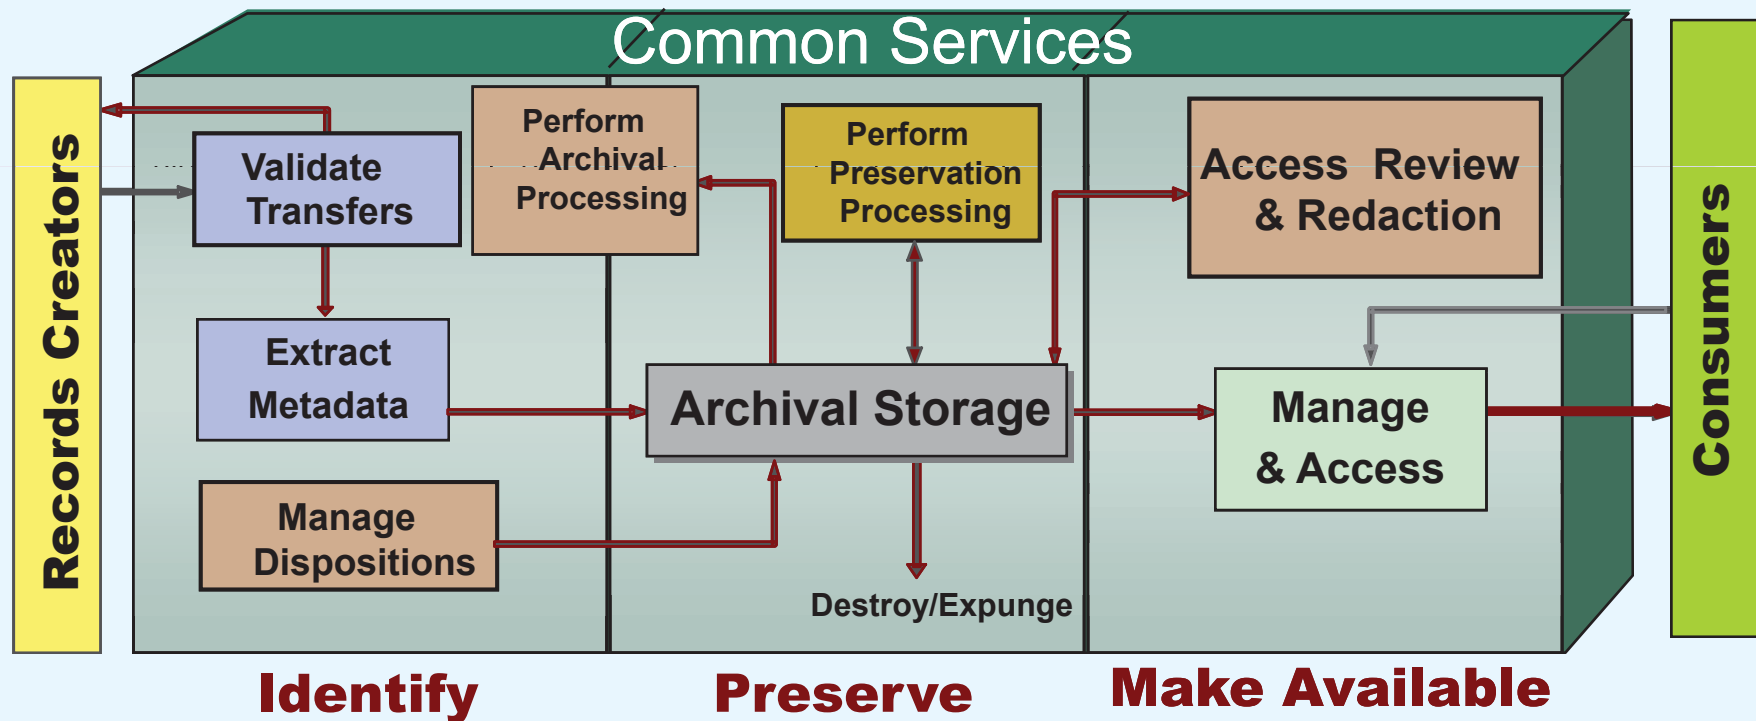 Common Services
Records Creators
Validate
Transfers
Extract
Metadata
Manage
Dispositions
Perform
Archival
Processing
Perform
Preservation
Processing
Archival Storage
Destroy/Expunge
Access Review
& Redaction
Manage
& Access
Consumers
Identify
Preserve
Make Available